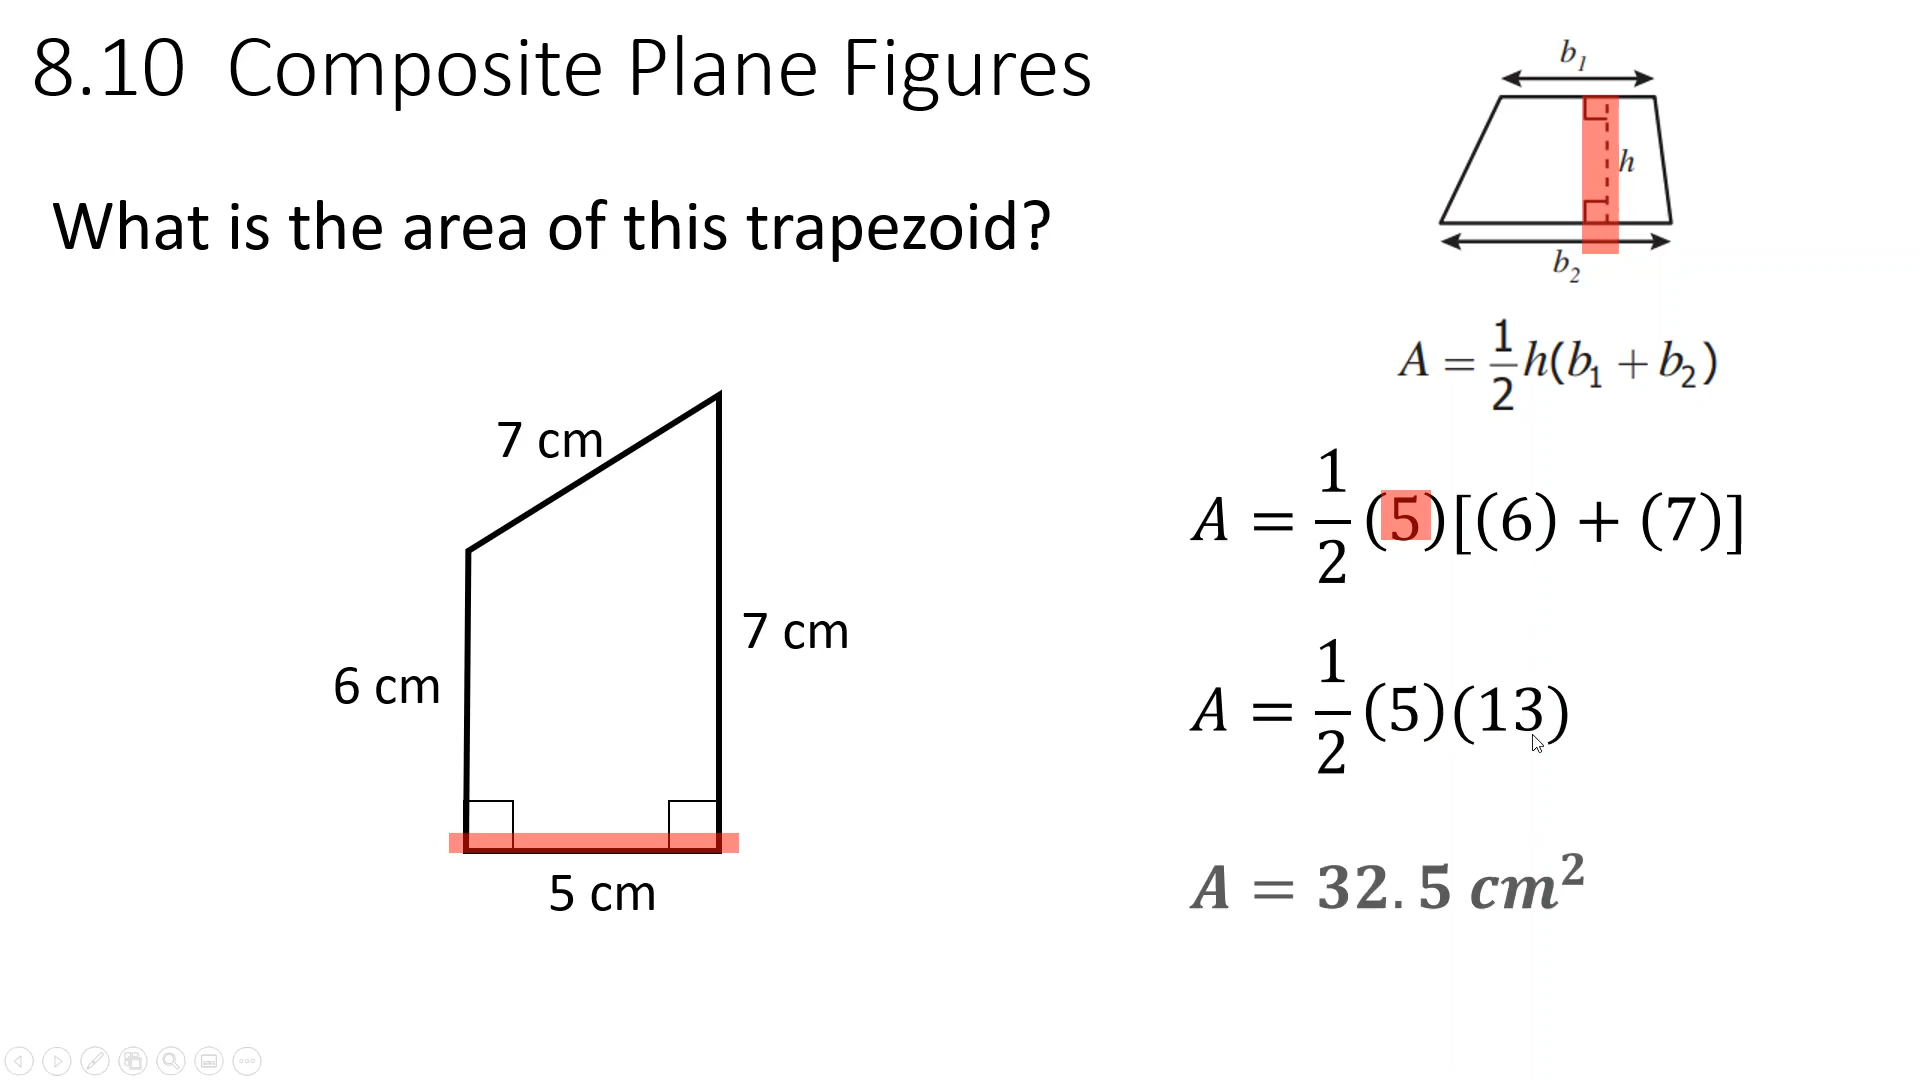 8.10 Composite Plane Figures
What is the area of this trapezoid?
7 cm
6 cm
7 cm
5 cm
b₁
h
b₂
A = 1/2 h(b₁ + b₂)
A = 1/2 (5)[(6) + (7)]
A = 1/2 (5)(13)
A = 32.5 cm²